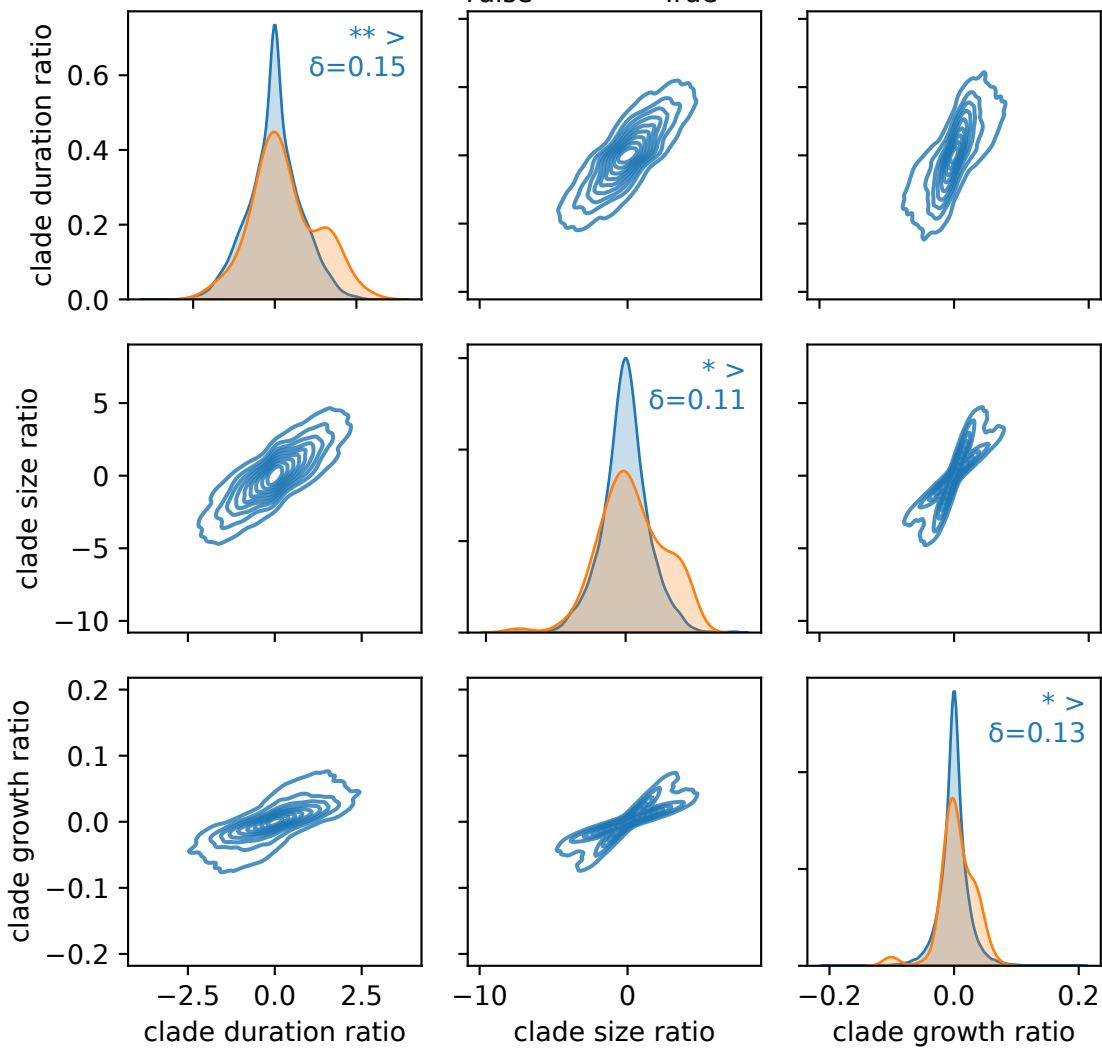 False True
clade duration ratio
0.6
0.4
0.2
0.0
** >
δ=0.15
clade size ratio
5
0
−5
−10
* >
δ=0.11
clade growth ratio
0.2
0.1
0.0
−0.1
−0.2
* >
δ=0.13
−2.5 0.0 2.5
−10 0
−0.2 0.0 0.2
clade duration ratio
clade size ratio
clade growth ratio